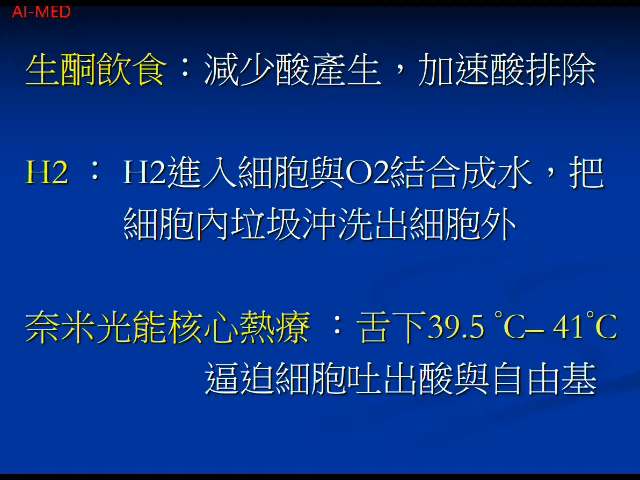 AI-MED
生酮飲食：減少酸產生，加速酸排除
H2 ： H2進入細胞與O2結合成水，把
細胞內垃圾沖洗出細胞外
奈米光能核心熱療 ：舌下39.5 °C– 41°C
逼迫細胞吐出酸與自由基